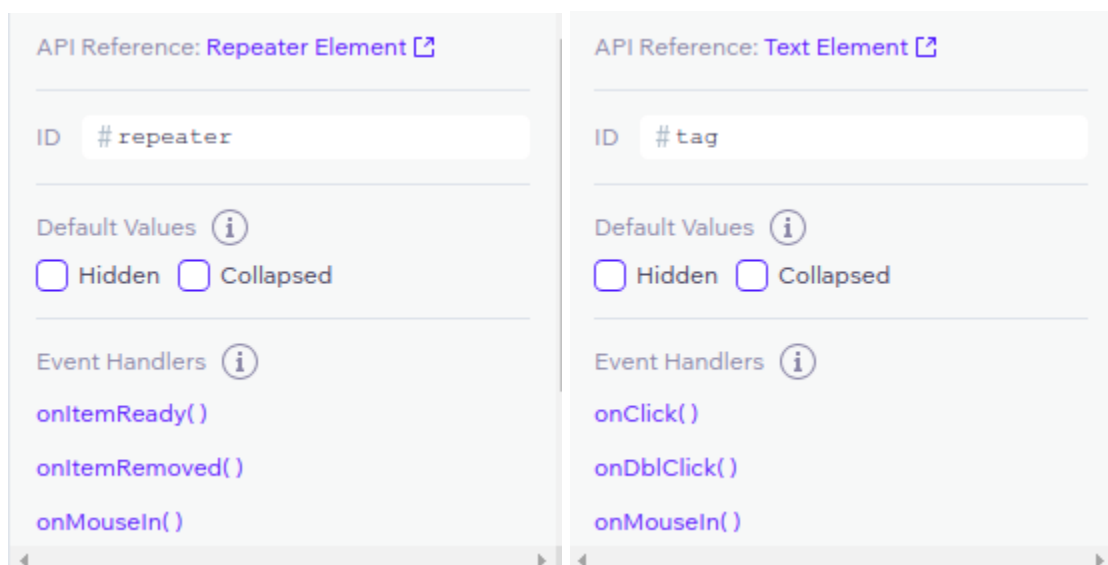 API Reference: Repeater Element
ID # repeater
Default Values i
Hidden Collapsed
Event Handlers i
onItemReady( )
onItemRemoved( )
onMouseIn( )
API Reference: Text Element
ID # tag
Default Values i
Hidden Collapsed
Event Handlers i
onClick( )
onDblClick( )
onMouseIn( )